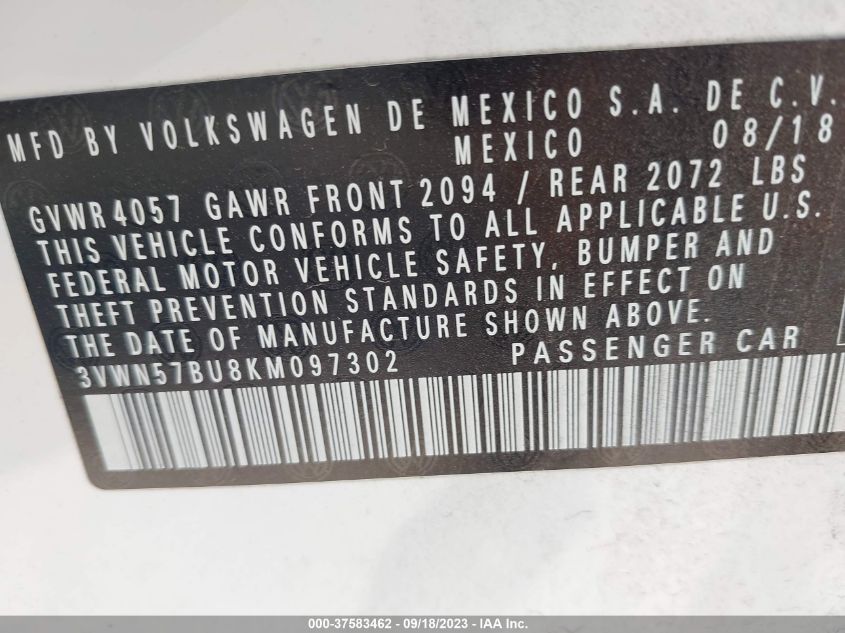 MFD BY VOLKSWAGEN DE MEXICO S.A. DE C.V.
MEXICO 08/18
GVWR 4057 GAWR FRONT 2094 / REAR 2072 LBS
THIS VEHICLE CONFORMS TO ALL APPLICABLE U.S.
FEDERAL MOTOR VEHICLE SAFETY, BUMPER AND
THEFT PREVENTION STANDARDS IN EFFECT ON
THE DATE OF MANUFACTURE SHOWN ABOVE.
3VWN57BU8KM097302 PASSENGER CAR
000-37583462 - 09/18/2023 - IAA Inc.